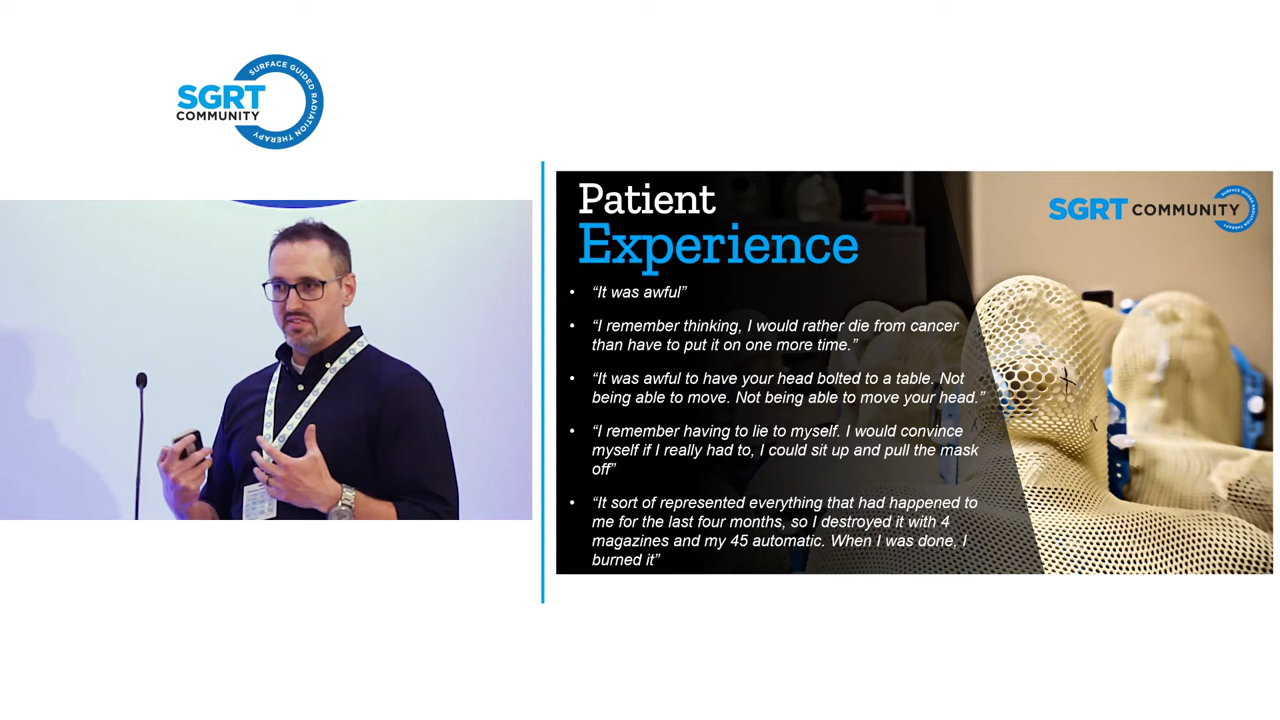 SGRT
COMMUNITY
SURFACE GUIDED RADIATION THERAPY
Patient
Experience
SGRT COMMUNITY
SURFACE GUIDED RADIATION THERAPY
• “It was awful”
• “I remember thinking, I would rather die from cancer
than have to put it on one more time.”
• “It was awful to have your head bolted to a table. Not
being able to move. Not being able to move your head.”
• “I remember having to lie to myself. I would convince
myself if I really had to, I could sit up and pull the mask
off”
• “It sort of represented everything that had happened to
me for the last four months, so I destroyed it with 4
magazines and my 45 automatic. When I was done, I
burned it”